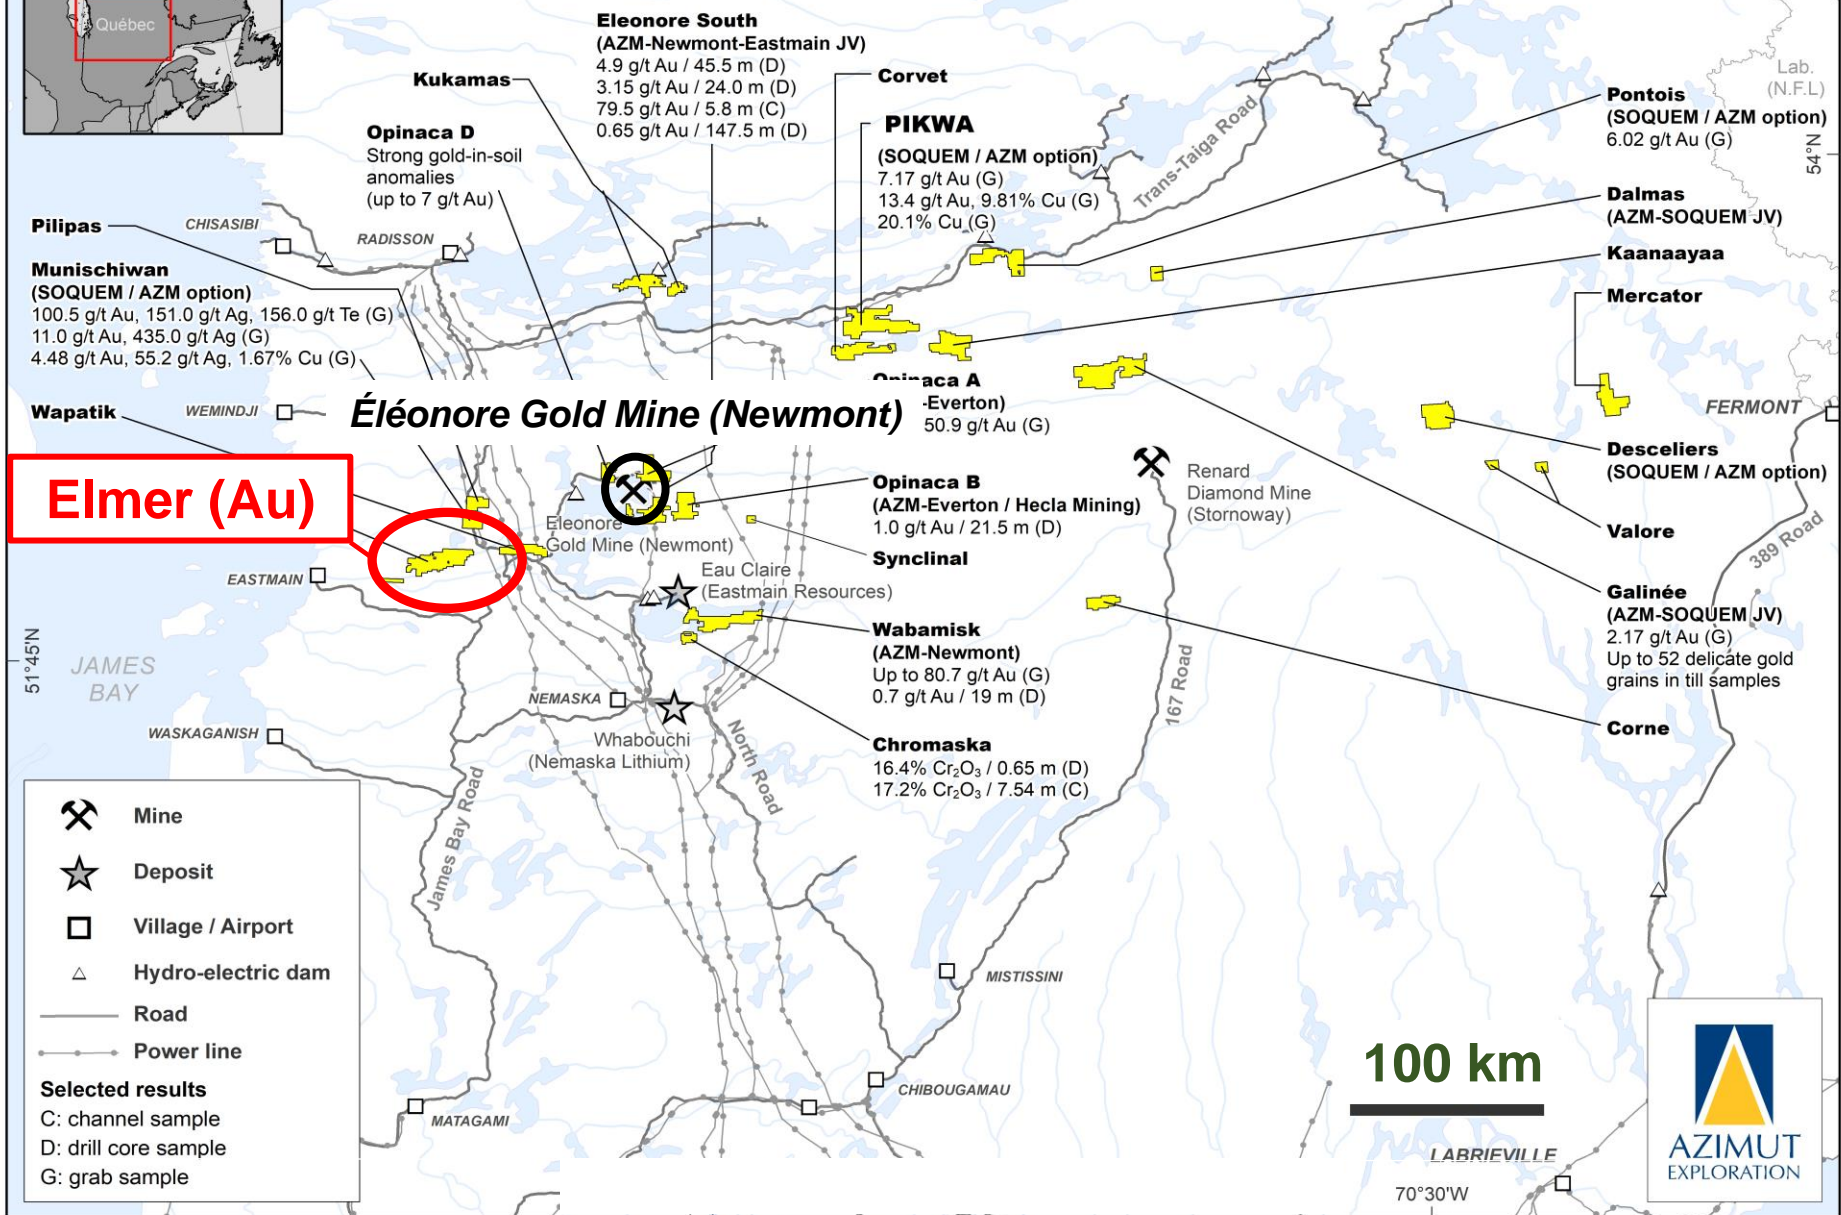 Québec
Eleonore South
(AZM-Newmont-Eastmain JV)
4.9 g/t Au / 45.5 m (D)
3.15 g/t Au / 24.0 m (D)
79.5 g/t Au / 5.8 m (C)
0.65 g/t Au / 147.5 m (D)
Kukamas
Corvet
Opinaca D
Strong gold-in-soil
anomalies
(up to 7 g/t Au)
PIKWA
(SOQUEM / AZM option)
7.17 g/t Au (G)
13.4 g/t Au, 9.81% Cu (G)
20.1% Cu (G)
Trans-Taiga Road
Lab.
(N.F.L)
Pontois
(SOQUEM / AZM option)
6.02 g/t Au (G)
54°N
Dalmas
(AZM-SOQUEM JV)
Kaanaayaa
Mercator
Pilipas
CHISASIBI
RADISSON
Munischiwan
(SOQUEM / AZM option)
100.5 g/t Au, 151.0 g/t Ag, 156.0 g/t Te (G)
11.0 g/t Au, 435.0 g/t Ag (G)
4.48 g/t Au, 55.2 g/t Ag, 1.67% Cu (G)
Wapatik
WEMINDJI
Éléonore Gold Mine (Newmont)
Opinaca A
-Everton)
50.9 g/t Au (G)
FERMONT
Desceliers
(SOQUEM / AZM option)
Elmer (Au)
Eleonore
Gold Mine (Newmont)
Opinaca B
(AZM-Everton / Hecla Mining)
1.0 g/t Au / 21.5 m (D)
Renard
Diamond Mine
(Stornoway)
Valore
389 Road
Synclinal
EASTMAIN
Eau Claire
(Eastmain Resources)
Galinée
(AZM-SOQUEM JV)
2.17 g/t Au (G)
Up to 52 delicate gold
grains in till samples
Wabamisk
(AZM-Newmont)
Up to 80.7 g/t Au (G)
0.7 g/t Au / 19 m (D)
51°45'N
JAMES
BAY
NEMASKA
167 Road
Corne
WASKAGANISH
Whabouchi
(Nemaska Lithium)
North Road
Chromaska
16.4% Cr₂O₃ / 0.65 m (D)
17.2% Cr₂O₃ / 7.54 m (C)
James Bay Road
Mine
Deposit
Village / Airport
Hydro-electric dam
Road
Power line
Selected results
C: channel sample
D: drill core sample
G: grab sample
MISTISSINI
CHIBOUGAMAU
MATAGAMI
100 km
LABRIEVILLE
70°30'W
AZIMUT
EXPLORATION